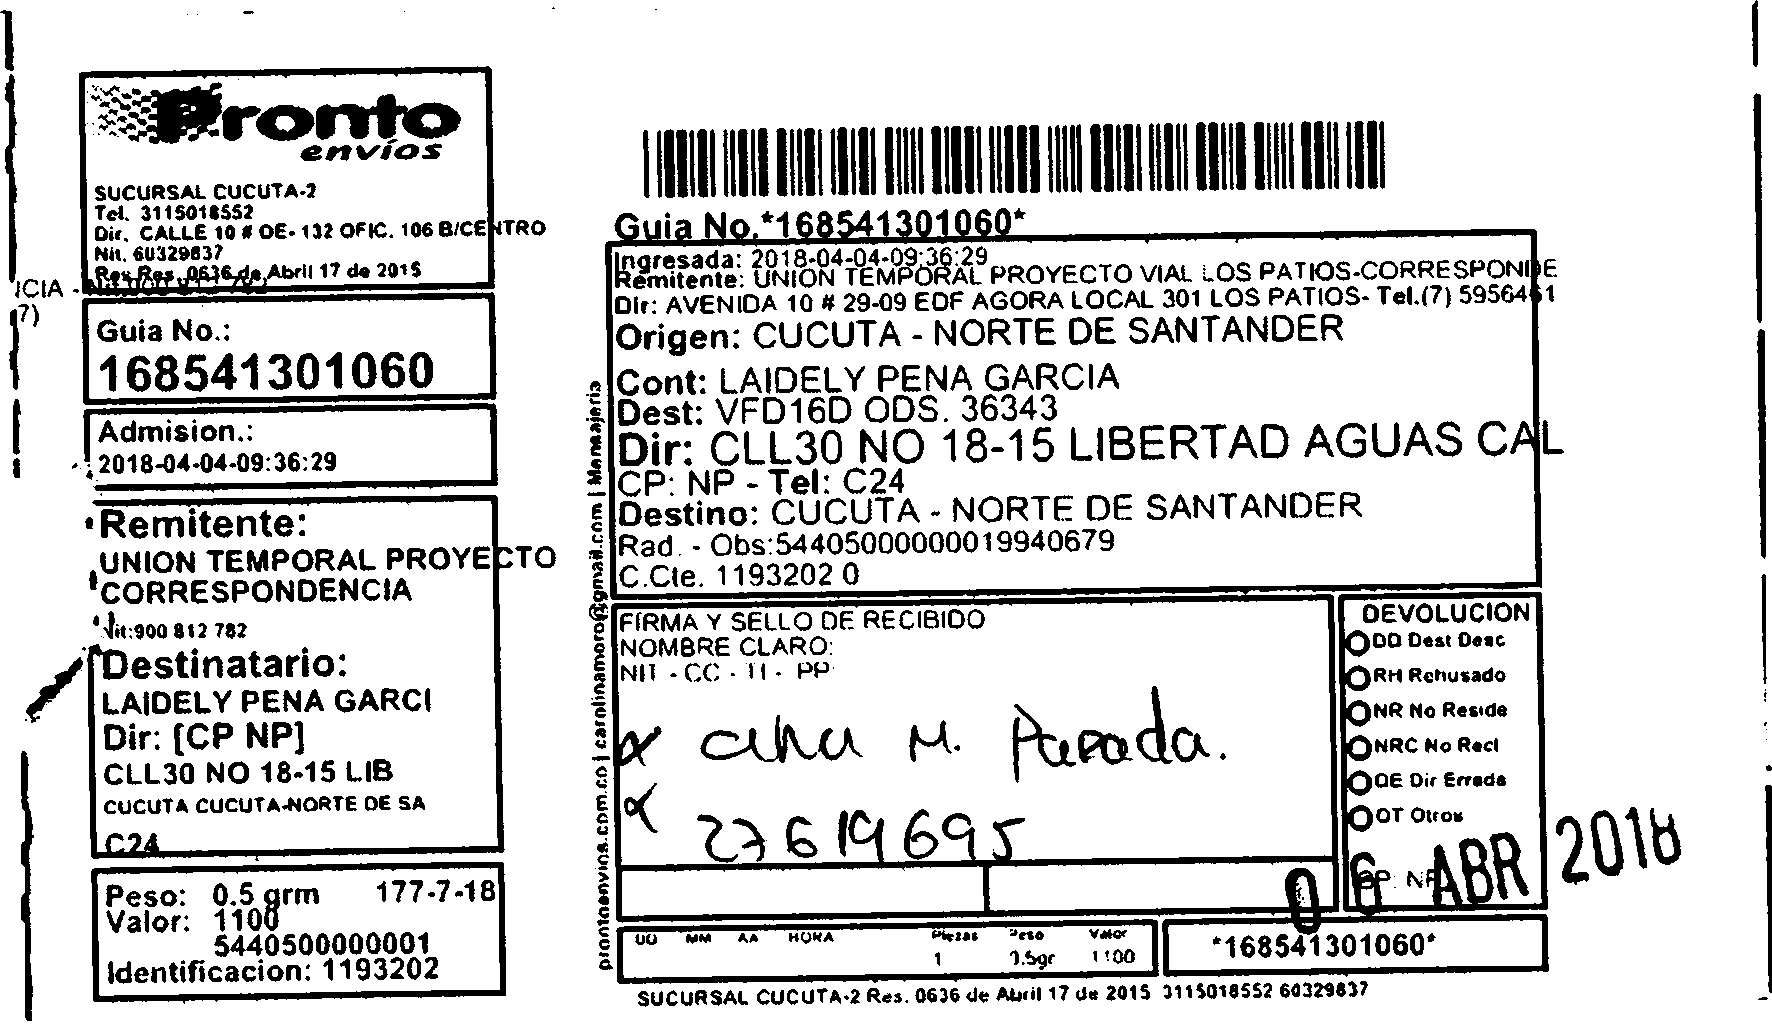 Pronto
envíos
SUCURSAL CUCUTA-2
Tel. 3115018552
Dir. CALLE 10 # OE- 132 OFIC. 106 B/CENTRO
Nit. 60329837
Res Res. 0636 de Abril 17 de 2015
ICIA -
7)
Guia No.:
168541301060
Admision.:
2018-04-04-09:36:29
Remitente:
UNION TEMPORAL PROYECTO
CORRESPONDENCIA
Nit:900 812 782
Destinatario:
LAIDELY PENA GARCI
Dir: [CP NP]
CLL30 NO 18-15 LIB
CUCUTA CUCUTA-NORTE DE SA
C24
Peso: 0.5 grm 177-7-18
Valor: 1100
5440500000001
Identificacion: 1193202
prontoenvios.com.co | carolinamoro@gmail.com | Mensajeria
Guia No.*168541301060*
Ingresada: 2018-04-04-09:36:29
Remitente: UNION TEMPORAL PROYECTO VIAL LOS PATIOS-CORRESPONDE
Dir: AVENIDA 10 # 29-09 EDF AGORA LOCAL 301 LOS PATIOS- Tel.(7) 5956461
Origen: CUCUTA - NORTE DE SANTANDER
Cont: LAIDELY PENA GARCIA
Dest: VFD16D ODS. 36343
Dir: CLL30 NO 18-15 LIBERTAD AGUAS CAL
CP: NP - Tel: C24
Destino: CUCUTA - NORTE DE SANTANDER
Rad. - Obs:54405000000019940679
C.Cle. 1193202 0
FIRMA Y SELLO DE RECIBIDO
NOMBRE CLARO:
NIT - CC - TI - PP
x Ana M. Parada.
x 27619695
DEVOLUCION
DD Dest Desc
RH Rehusado
NR No Reside
NRC No Recl
DE Dir Errada
OT Otros
06 ABR 2018
DD MM AA HORA Piezas Peso Valor
1 0.5gr 1100
*168541301060*
SUCURSAL CUCUTA-2 Res. 0636 de Abril 17 de 2015 3115018552 60329837